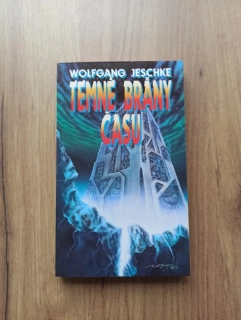 WOLFGANG JESCHKE
TEMNÉ BRÁNY
ČASU